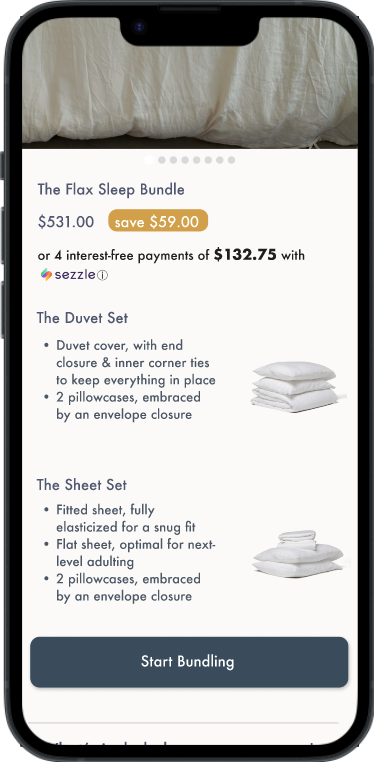 The Flax Sleep Bundle
$531.00 save $59.00
or 4 interest-free payments of $132.75 with
sezzle
The Duvet Set
• Duvet cover, with end
closure & inner corner ties
to keep everything in place
• 2 pillowcases, embraced
by an envelope closure
The Sheet Set
• Fitted sheet, fully
elasticized for a snug fit
• Flat sheet, optimal for next-
level adulting
• 2 pillowcases, embraced
by an envelope closure
Start Bundling